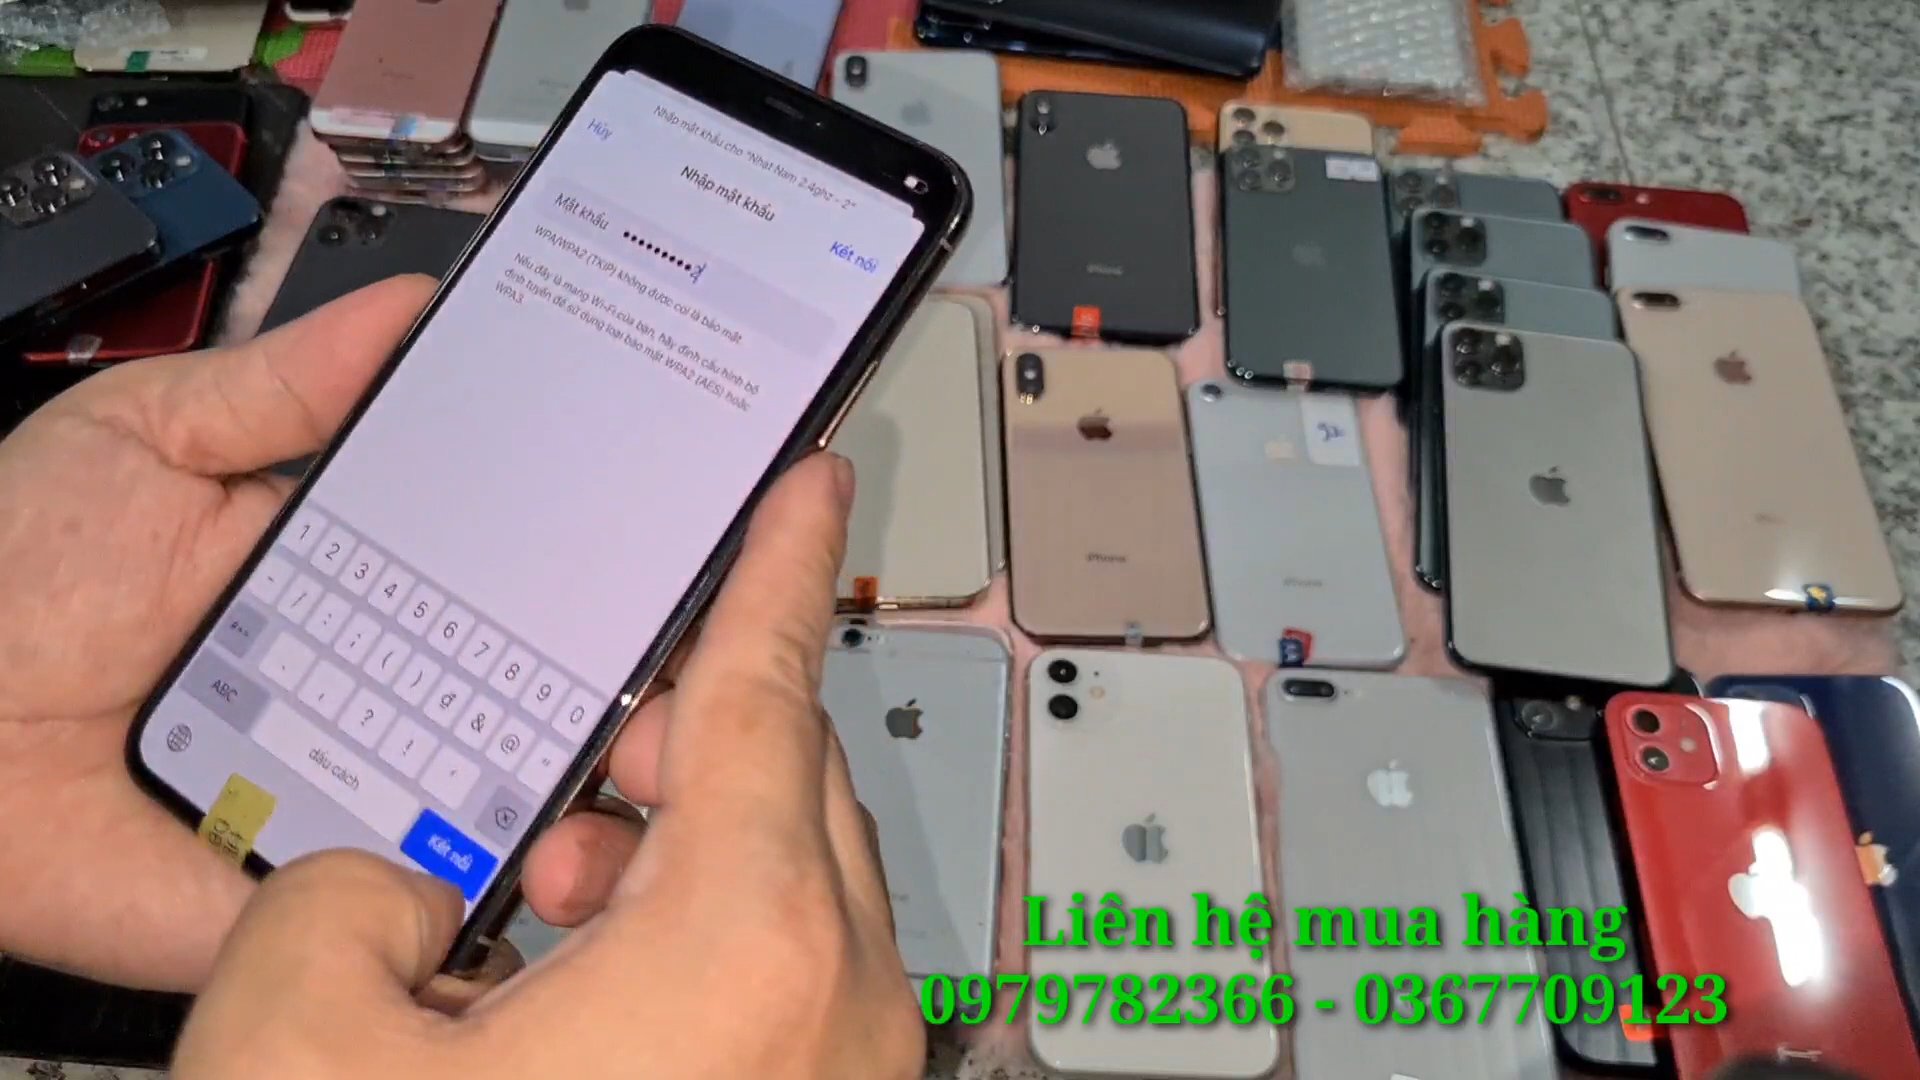 Nhập mật khẩu cho "Nhat Nam 2.4ghz - 2"
Hủy
Nhập mật khẩu
Kết nối
Mật khẩu ••••••••••2
WPA/WPA2 (TKIP) không được coi là bảo mật
Nếu đây là mạng Wi-Fi của bạn, hãy định cấu hình bộ
định tuyến để sử dụng loại bảo mật WPA2 (AES) hoặc
WPA3.
1 2 3 4 5 6 7 8 9 0
- / : ; ( ) ₫ & @ "
#+= . , ? ! '
ABC dấu cách Kết nối
iPhone
iPhone
iPhone
Liên hệ mua hàng
0979782366 - 0367709123